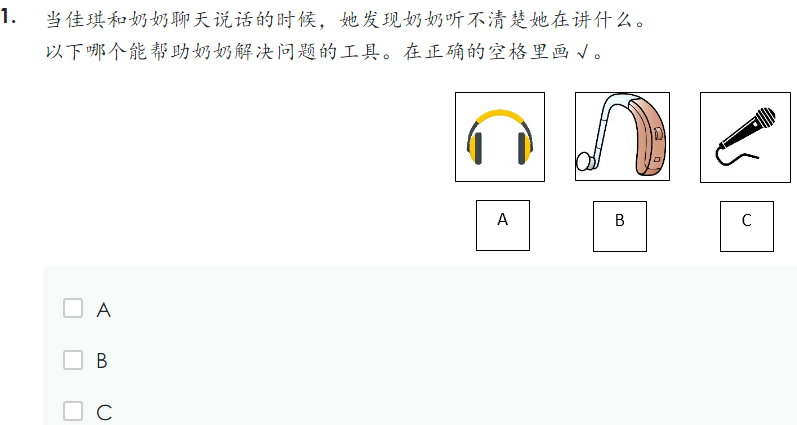 1. 当佳琪和奶奶聊天说话的时候，她发现奶奶听不清楚她在讲什么。
以下哪个能帮助奶奶解决问题的工具。在正确的空格里画 √ 。
A B C
A
B
C